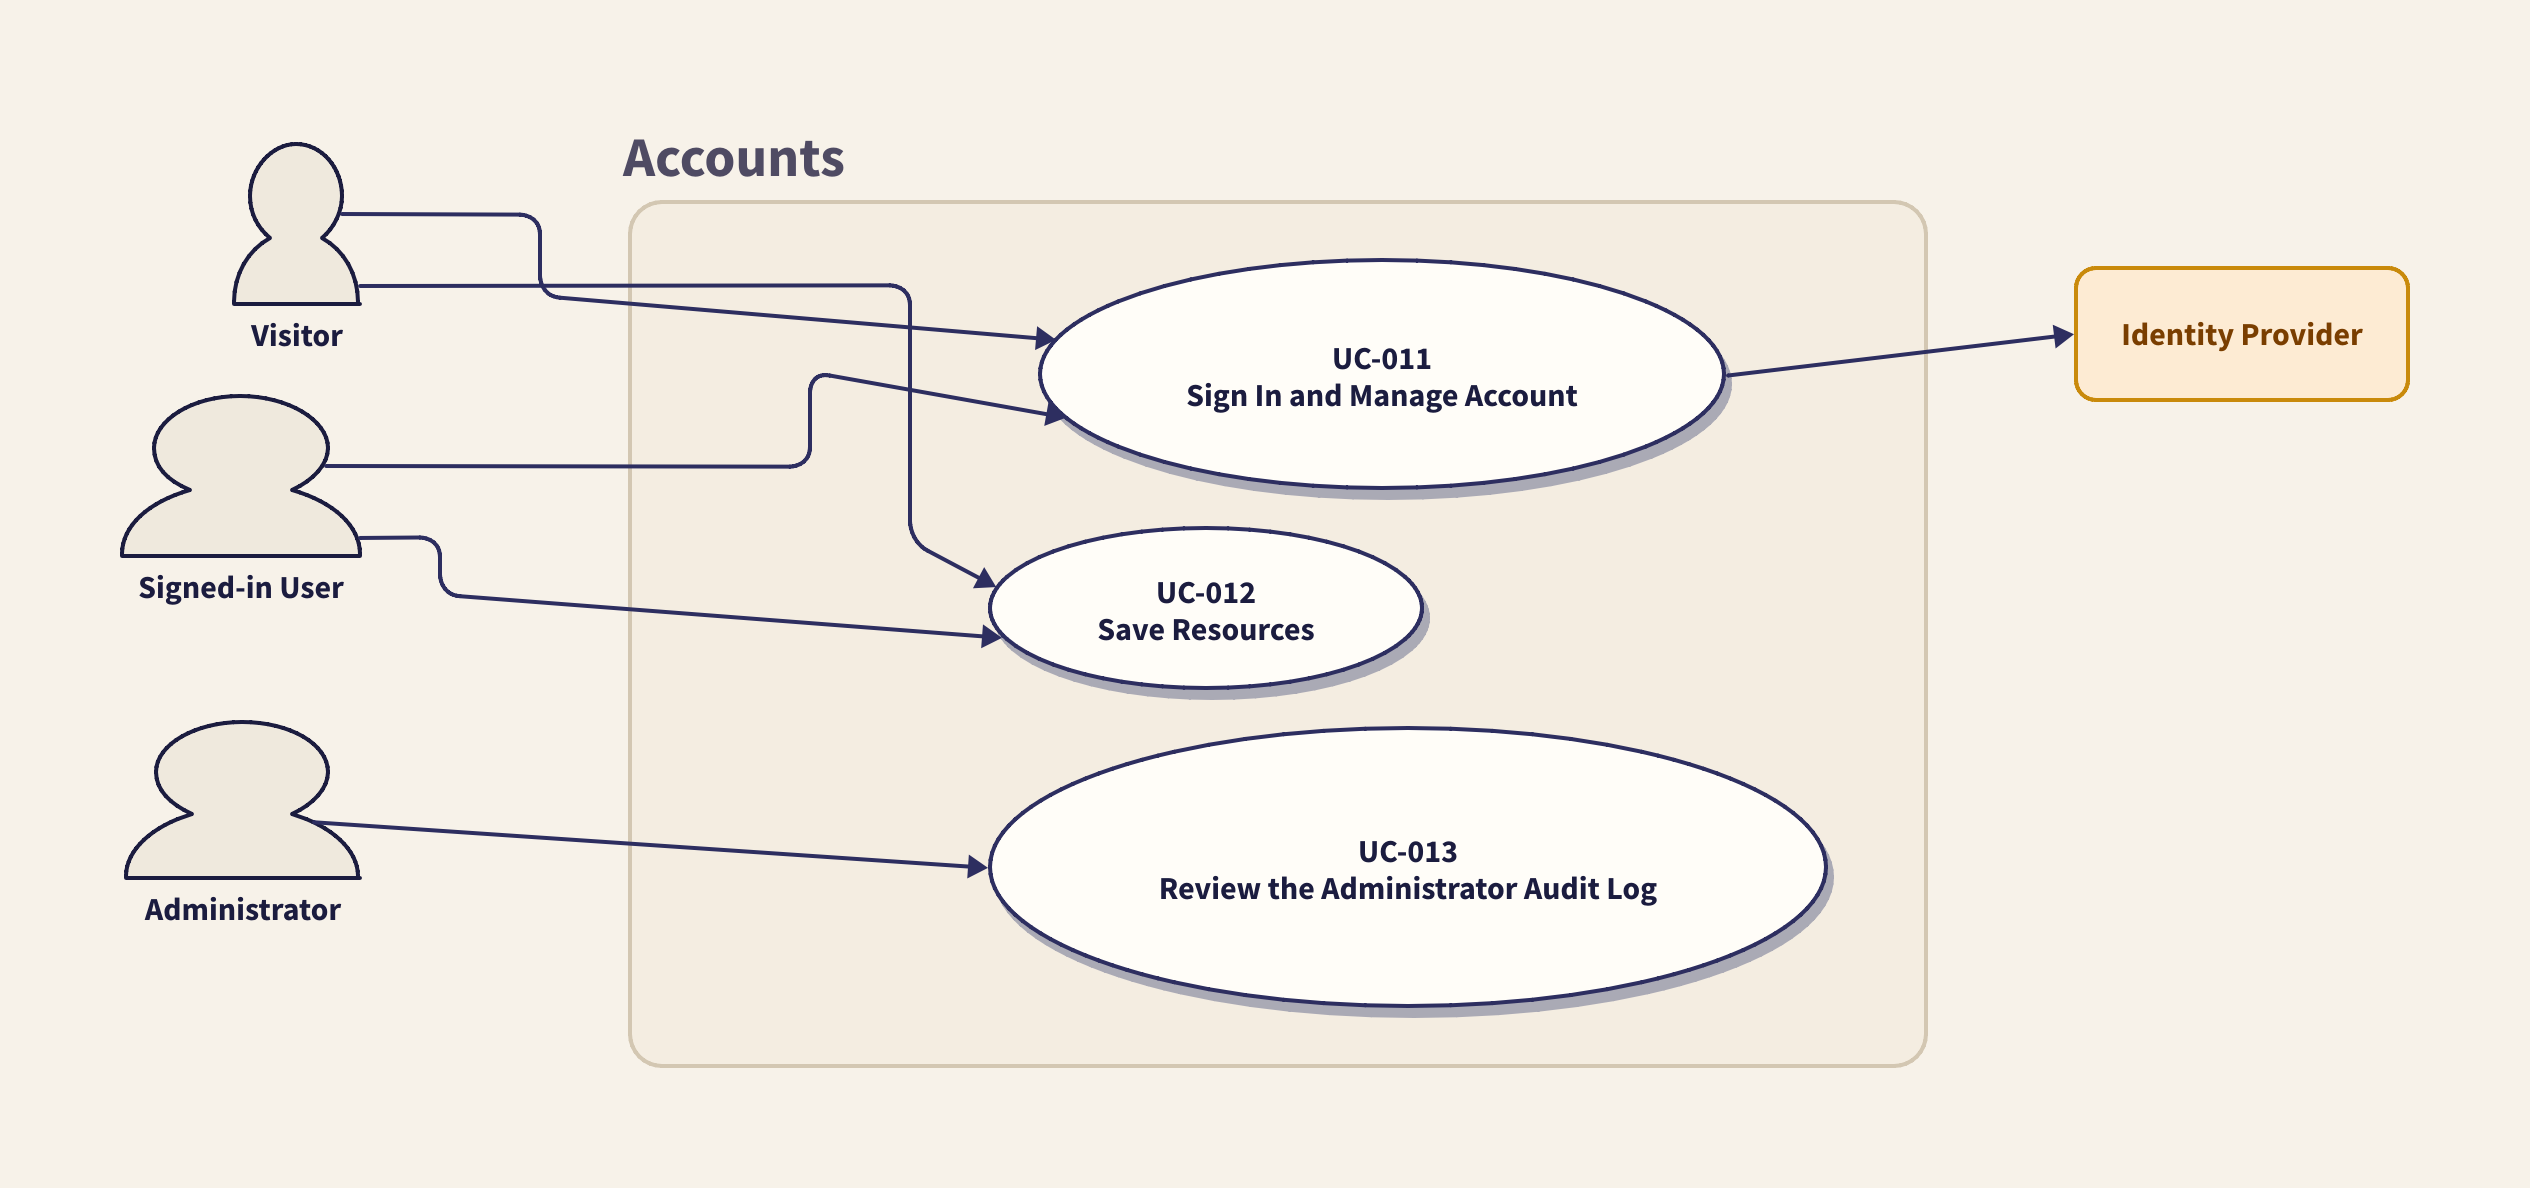 Accounts
Visitor
UC-011
Sign In and Manage Account
Identity Provider
Signed-in User
UC-012
Save Resources
Administrator
UC-013
Review the Administrator Audit Log